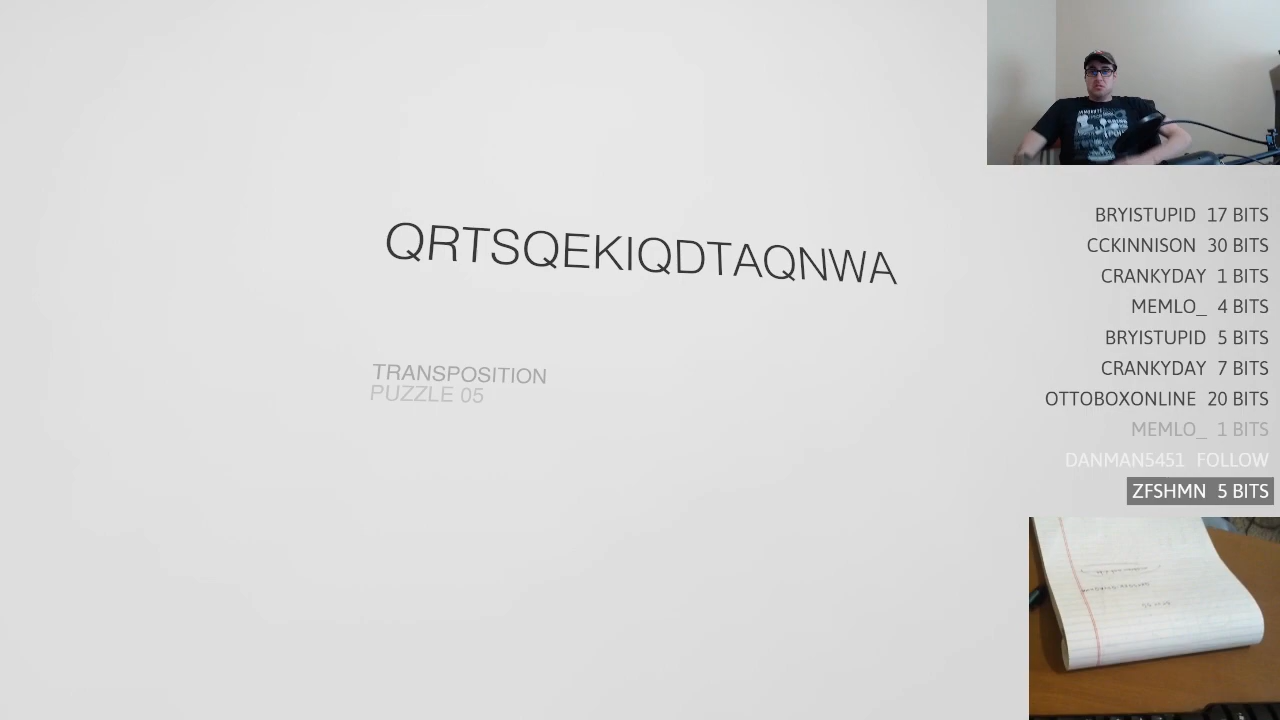 QRTSQEKIQDTAQNWA
TRANSPOSITION
PUZZLE 05
BRYISTUPID 17 BITS
CCKINNISON 30 BITS
CRANKYDAY 1 BITS
MEMLO_ 4 BITS
BRYISTUPID 5 BITS
CRANKYDAY 7 BITS
OTTOBOXONLINE 20 BITS
MEMLO_ 1 BITS
DANMAN5451 FOLLOW
ZFSHMN 5 BITS